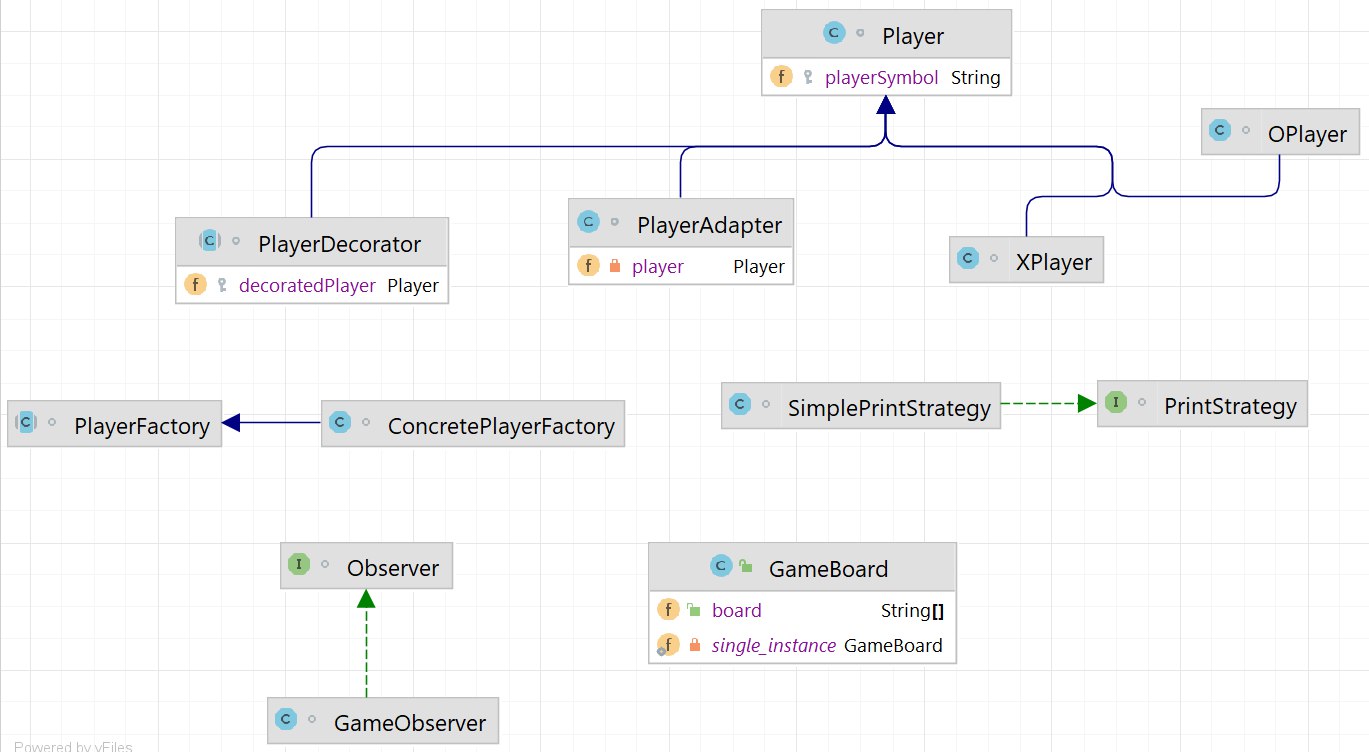 Player
playerSymbol String
OPlayer
PlayerDecorator
decoratedPlayer Player
PlayerAdapter
player Player
XPlayer
PlayerFactory
ConcretePlayerFactory
SimplePrintStrategy
PrintStrategy
Observer
GameBoard
board String[]
single_instance GameBoard
GameObserver
Powered by yFiles